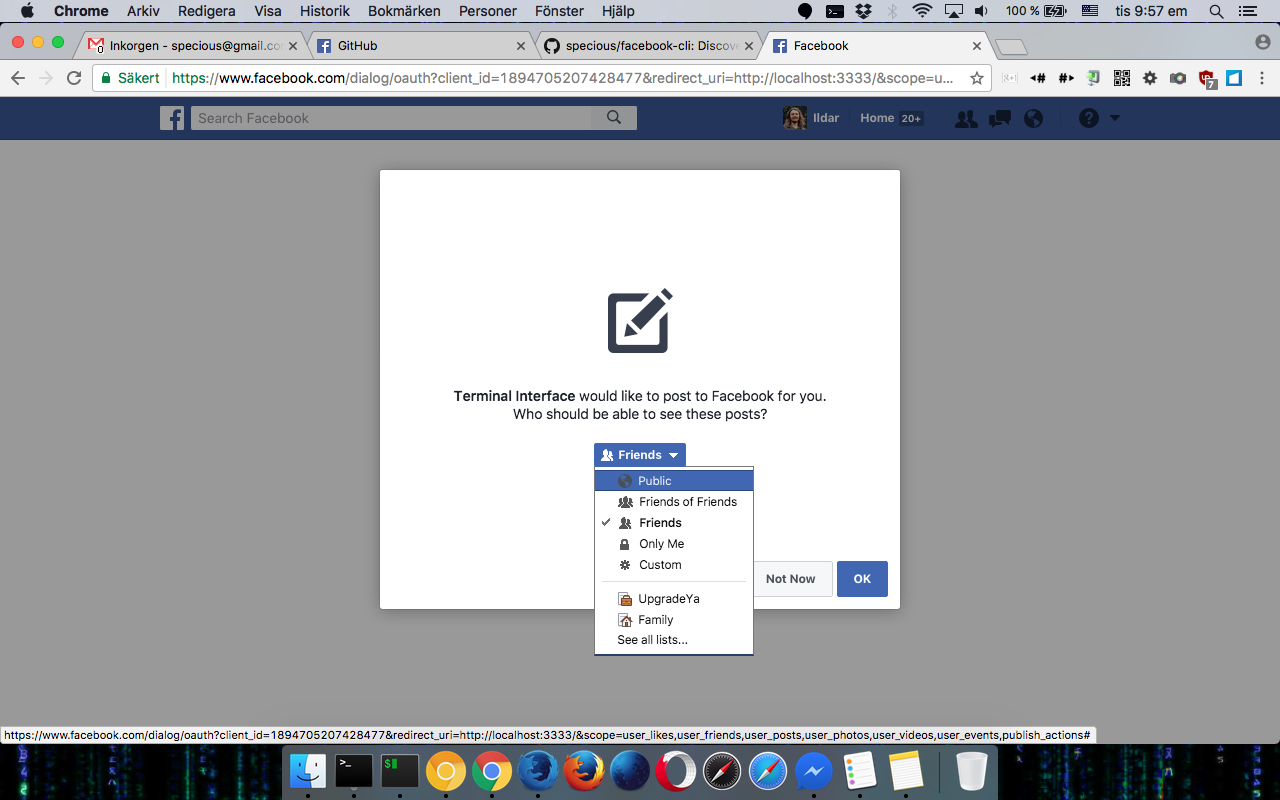 Chrome Arkiv Redigera Visa Historik Bokmärken Personer Fönster Hjälp 100 % tis 9:57 em
Inkorgen - specious@gmail.co
GitHub
specious/facebook-cli: Discove
Facebook
Säkert https://www.facebook.com/dialog/oauth?client_id=1894705207428477&redirect_uri=http://localhost:3333/&scope=u...
7
Search Facebook
Ildar
Home 20+
Terminal Interface would like to post to Facebook for you.
Who should be able to see these posts?
Friends
Public
Friends of Friends
Friends
Only Me
Custom
Not Now
OK
UpgradeYa
Family
See all lists...
https://www.facebook.com/dialog/oauth?client_id=1894705207428477&redirect_uri=http://localhost:3333/&scope=user_likes,user_friends,user_posts,user_photos,user_videos,user_events,publish_actions#